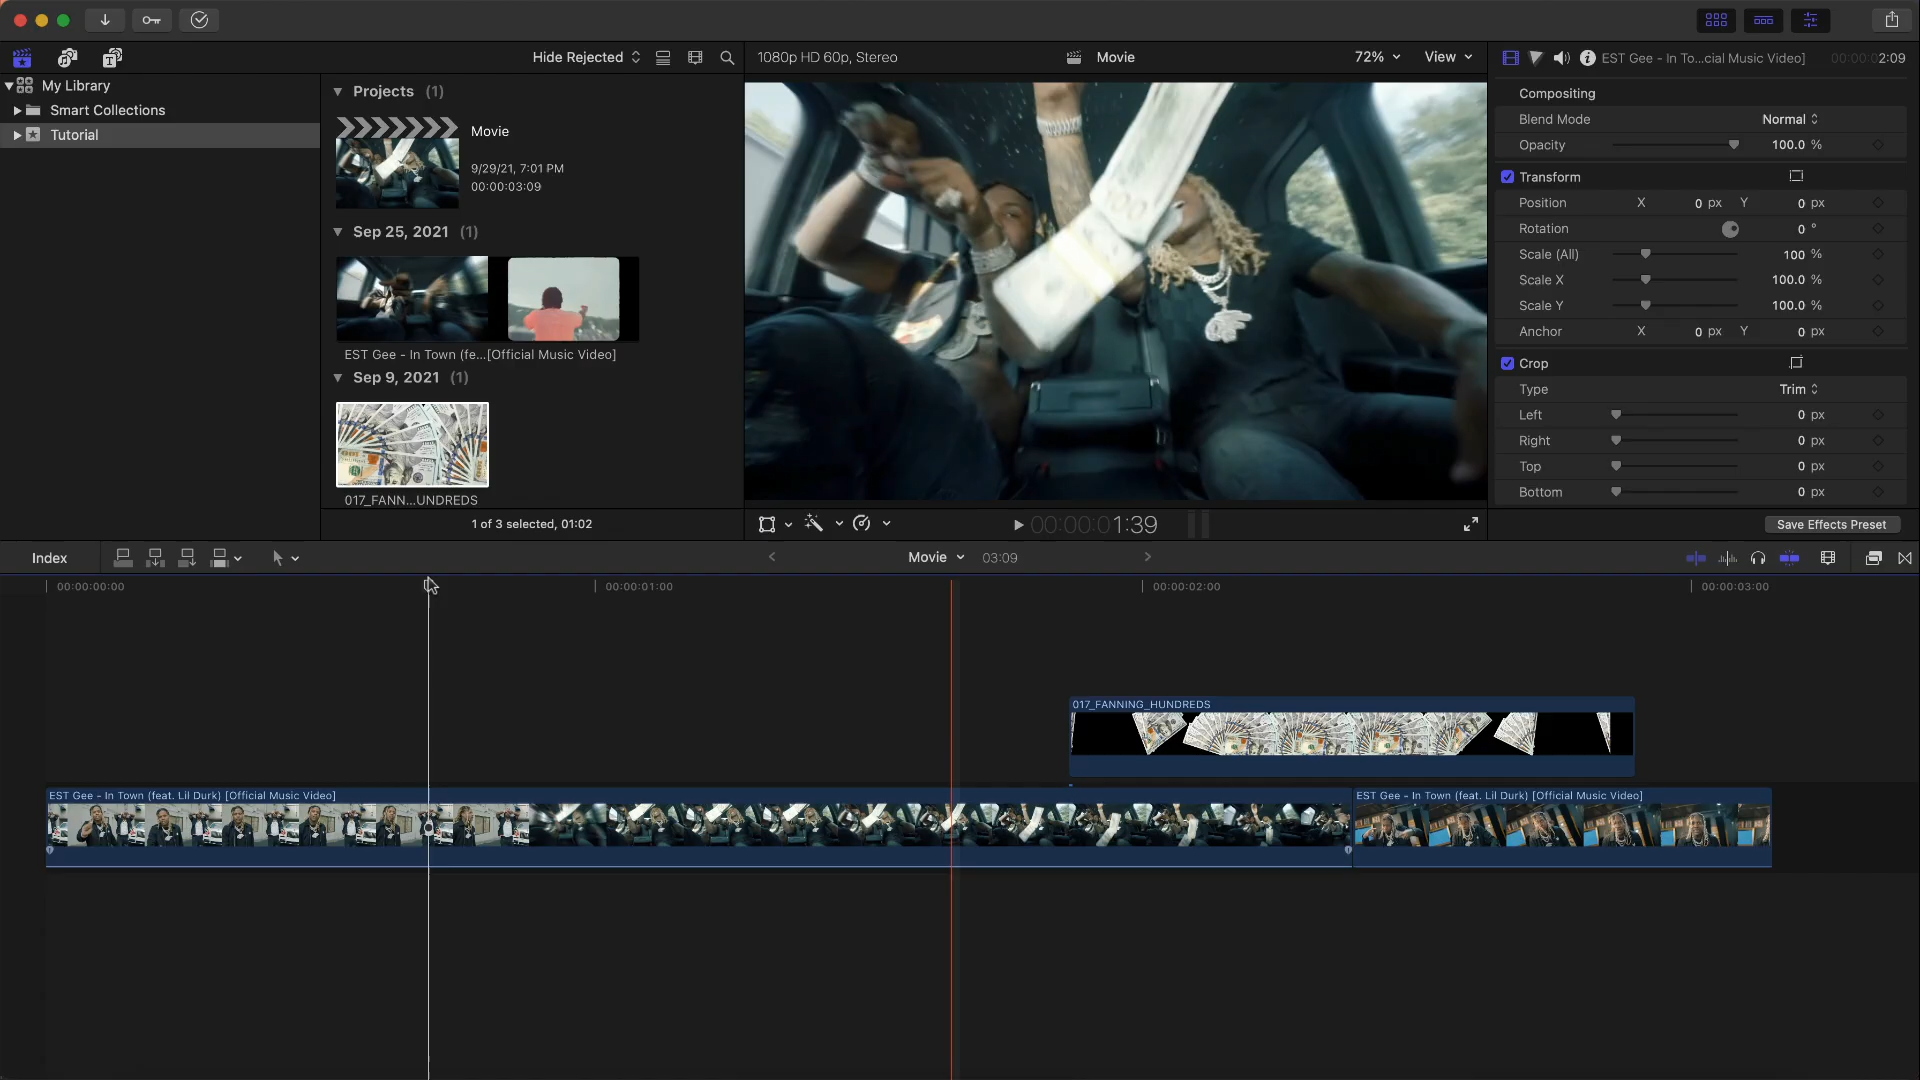 Hide Rejected
1080p HD 60p, Stereo
Movie
72%
View
EST Gee - In To...cial Music Video]
00:00:02:09
My Library
Smart Collections
Tutorial
Projects (1)
Movie
9/29/21, 7:01 PM
00:00:03:09
Sep 25, 2021 (1)
EST Gee - In Town (fe...[Official Music Video]
Sep 9, 2021 (1)
017_FANN...UNDREDS
1 of 3 selected, 01:02
Compositing
Blend Mode Normal
Opacity 100.0 %
Transform
Position X 0 px Y 0 px
Rotation 0 °
Scale (All) 100 %
Scale X 100.0 %
Scale Y 100.0 %
Anchor X 0 px Y 0 px
Crop
Type Trim
Left 0 px
Right 0 px
Top 0 px
Bottom 0 px
00:00:01:39
Save Effects Preset
Index
Movie
03:09
00:00:00:00
00:00:01:00
00:00:02:00
00:00:03:00
017_FANNING_HUNDREDS
EST Gee - In Town (feat. Lil Durk) [Official Music Video]
EST Gee - In Town (feat. Lil Durk) [Official Music Video]